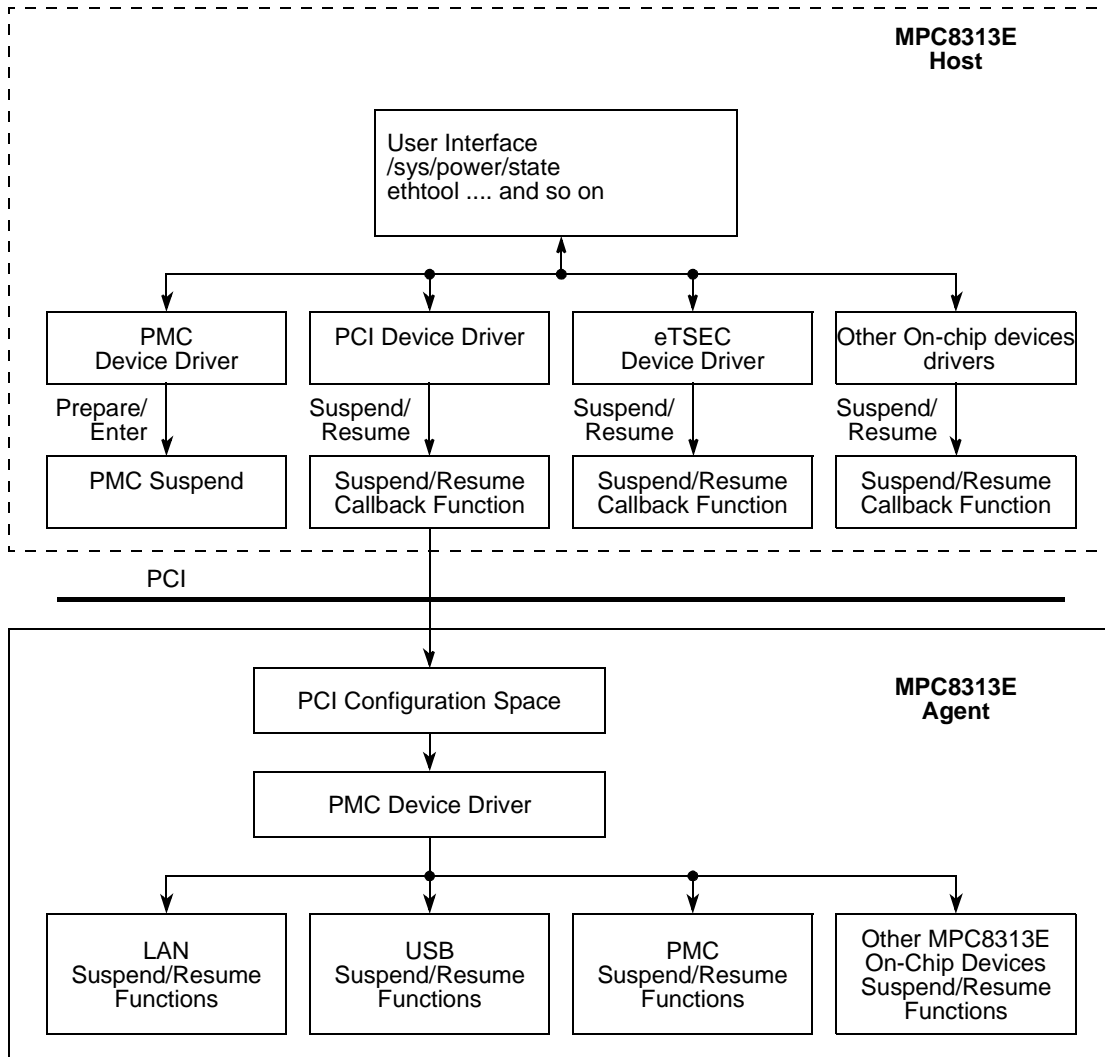 MPC8313E
Host
User Interface
/sys/power/state
ethtool .... and so on
PMC
Device Driver
PCI Device Driver
eTSEC
Device Driver
Other On-chip devices
drivers
Prepare/
Enter
Suspend/
Resume
Suspend/
Resume
Suspend/
Resume
PMC Suspend
Suspend/Resume
Callback Function
Suspend/Resume
Callback Function
Suspend/Resume
Callback Function
PCI
MPC8313E
Agent
PCI Configuration Space
PMC Device Driver
LAN
Suspend/Resume
Functions
USB
Suspend/Resume
Functions
PMC
Suspend/Resume
Functions
Other MPC8313E
On-Chip Devices
Suspend/Resume
Functions